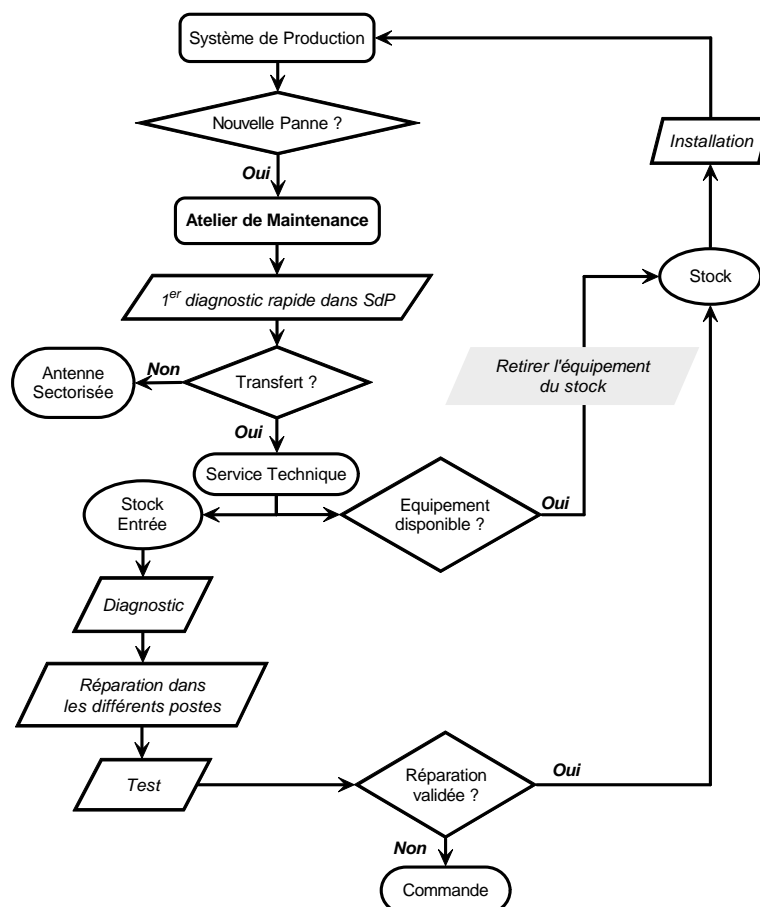 Système de Production
Nouvelle Panne ?
Installation
Oui
Atelier de Maintenance
Stock
1er diagnostic rapide dans SdP
Retirer l'équipement
du stock
Antenne
Sectorisée
Non
Transfert ?
Oui
Service Technique
Stock
Entrée
Equipement
disponible ?
Oui
Diagnostic
Réparation dans
les différents postes
Test
Réparation
validée ?
Oui
Non
Commande